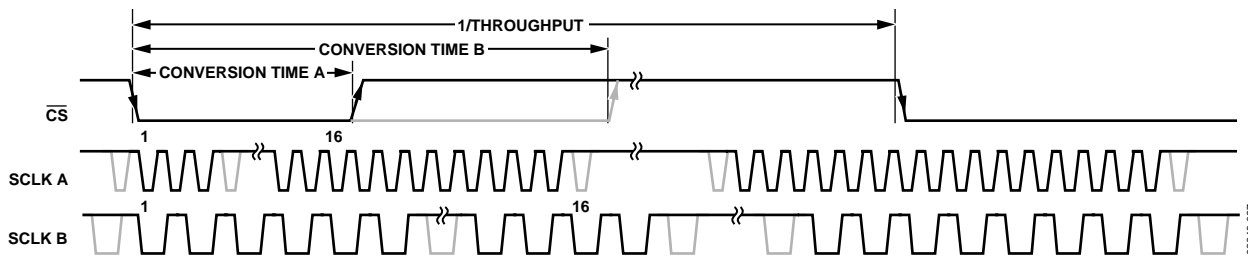 1/THROUGHPUT
CONVERSION TIME B
CONVERSION TIME A
CS
1 16
SCLK A
1 16
SCLK B